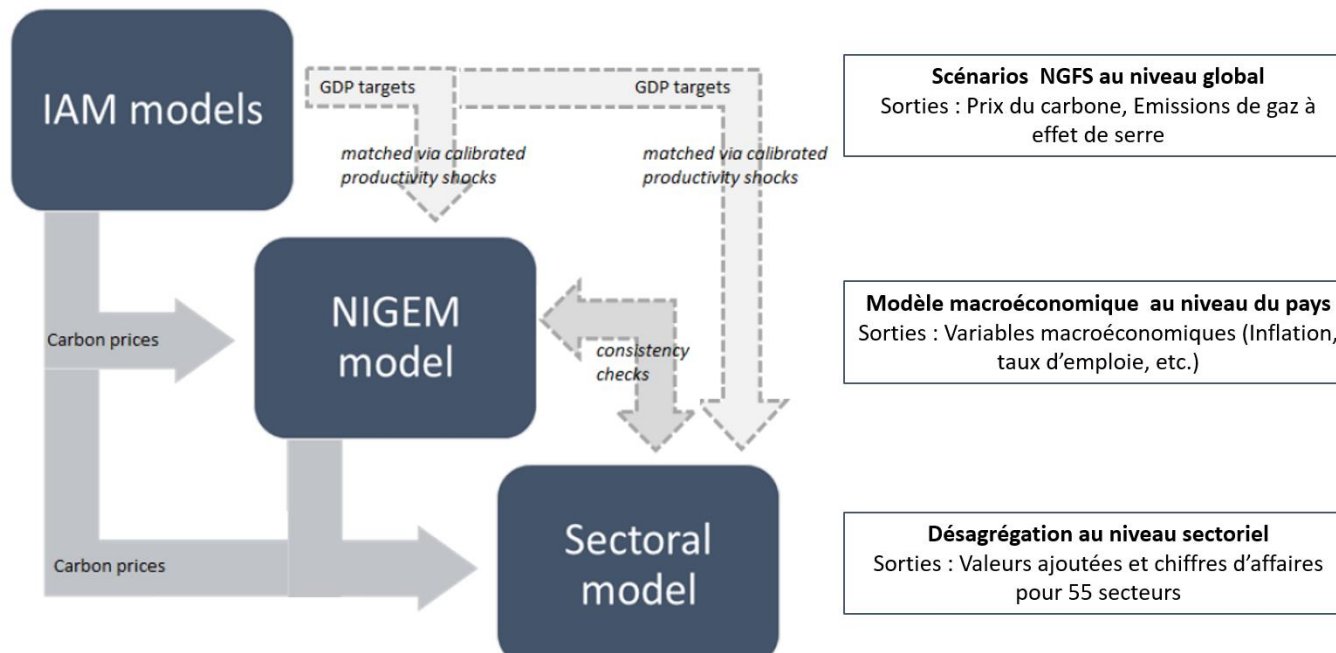 IAM models
GDP targets
GDP targets
matched via calibrated
productivity shocks
matched via calibrated
productivity shocks
Scénarios  NGFS au niveau global
Sorties : Prix du carbone, Emissions de gaz à
effet de serre
Carbon prices
NIGEM
model
consistency
checks
Modèle macroéconomique  au niveau du pays
Sorties : Variables macroéconomiques (Inflation,
taux d’emploie, etc.)
Carbon prices
Sectoral
model
Désagrégation au niveau sectoriel
Sorties : Valeurs ajoutées et chiffres d’affaires
pour 55 secteurs